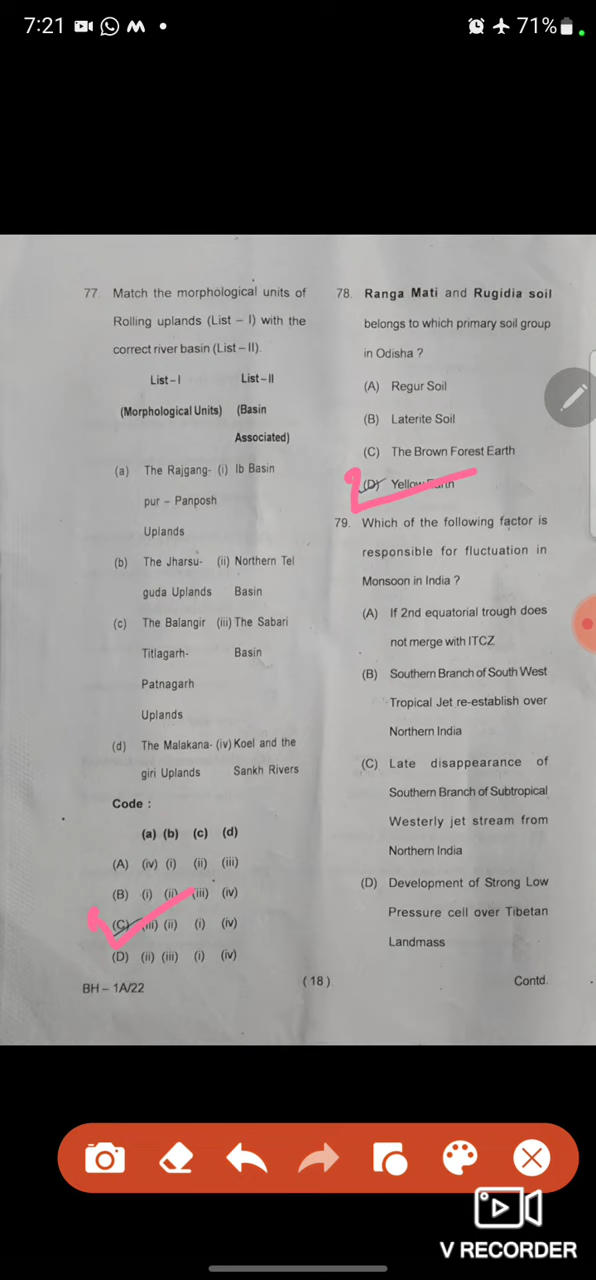 7:21
71%
77. Match the morphological units of
Rolling uplands (List – I) with the
correct river basin (List – II).
List – I List – II
(Morphological Units) (Basin
Associated)
(a) The Rajgang- (i) Ib Basin
pur – Panposh
Uplands
(b) The Jharsu- (ii) Northern Tel
guda Uplands Basin
(c) The Balangir (iii) The Sabari
Titlagarh- Basin
Patnagarh
Uplands
(d) The Malakana- (iv) Koel and the
giri Uplands Sankh Rivers
Code :
(a) (b) (c) (d)
(A) (iv) (i) (ii) (iii)
(B) (i) (ii) (iii) (iv)
(C) (iii) (ii) (i) (iv)
(D) (ii) (iii) (i) (iv)
BH – 1A/22
78. Ranga Mati and Rugidia soil
belongs to which primary soil group
in Odisha ?
(A) Regur Soil
(B) Laterite Soil
(C) The Brown Forest Earth
(D) Yellow Earth
79. Which of the following factor is
responsible for fluctuation in
Monsoon in India ?
(A) If 2nd equatorial trough does
not merge with ITCZ
(B) Southern Branch of South West
Tropical Jet re-establish over
Northern India
(C) Late disappearance of
Southern Branch of Subtropical
Westerly jet stream from
Northern India
(D) Development of Strong Low
Pressure cell over Tibetan
Landmass
( 18 )
Contd.
V RECORDER